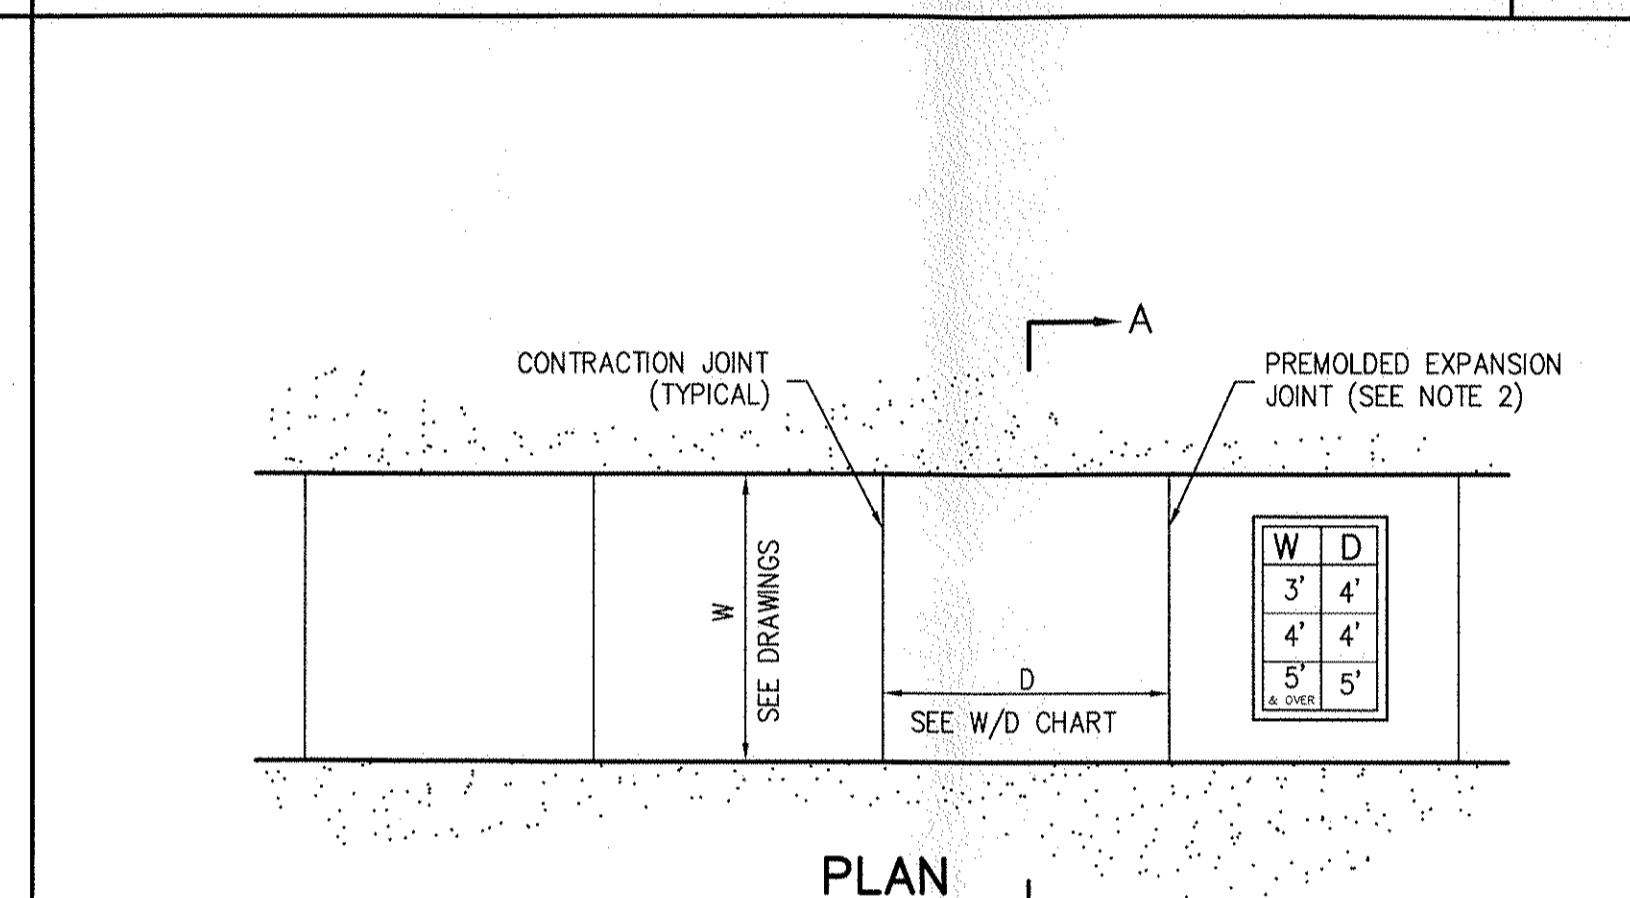 A
CONTRACTION JOINT
(TYPICAL)
PREMOLDED EXPANSION
JOINT (SEE NOTE 2)
W
SEE DRAWINGS
D
SEE W/D CHART
W D
3' 4'
4' 4'
5' 5'
& OVER
PLAN